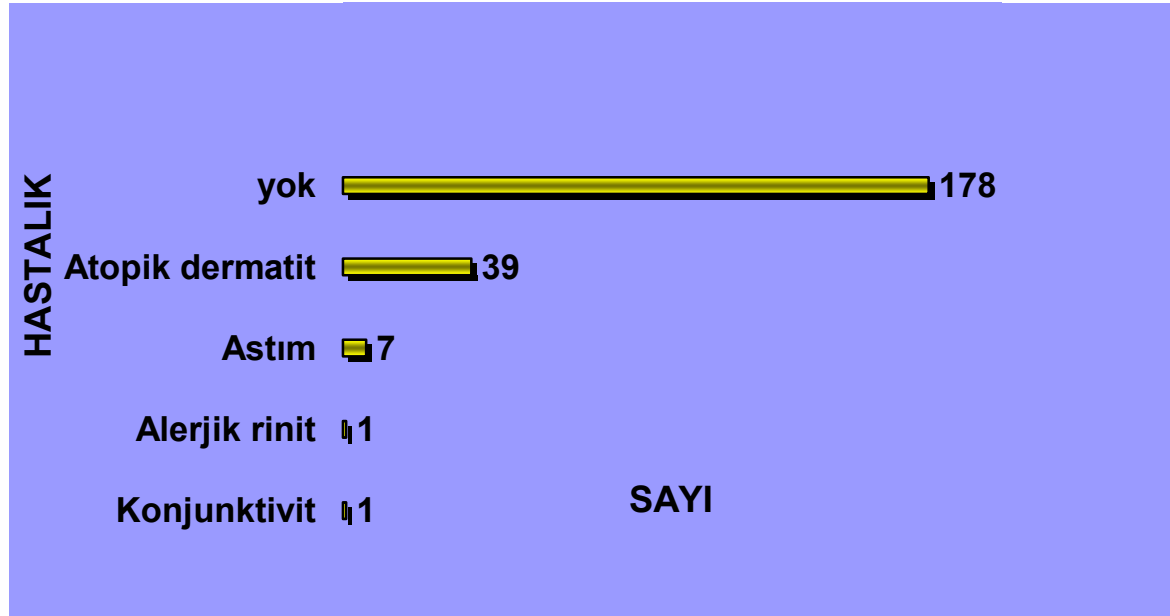 HASTALIK
yok 178
Atopik dermatit 39
Astım 7
Alerjik rinit 1
Konjunktivit 1
SAYI